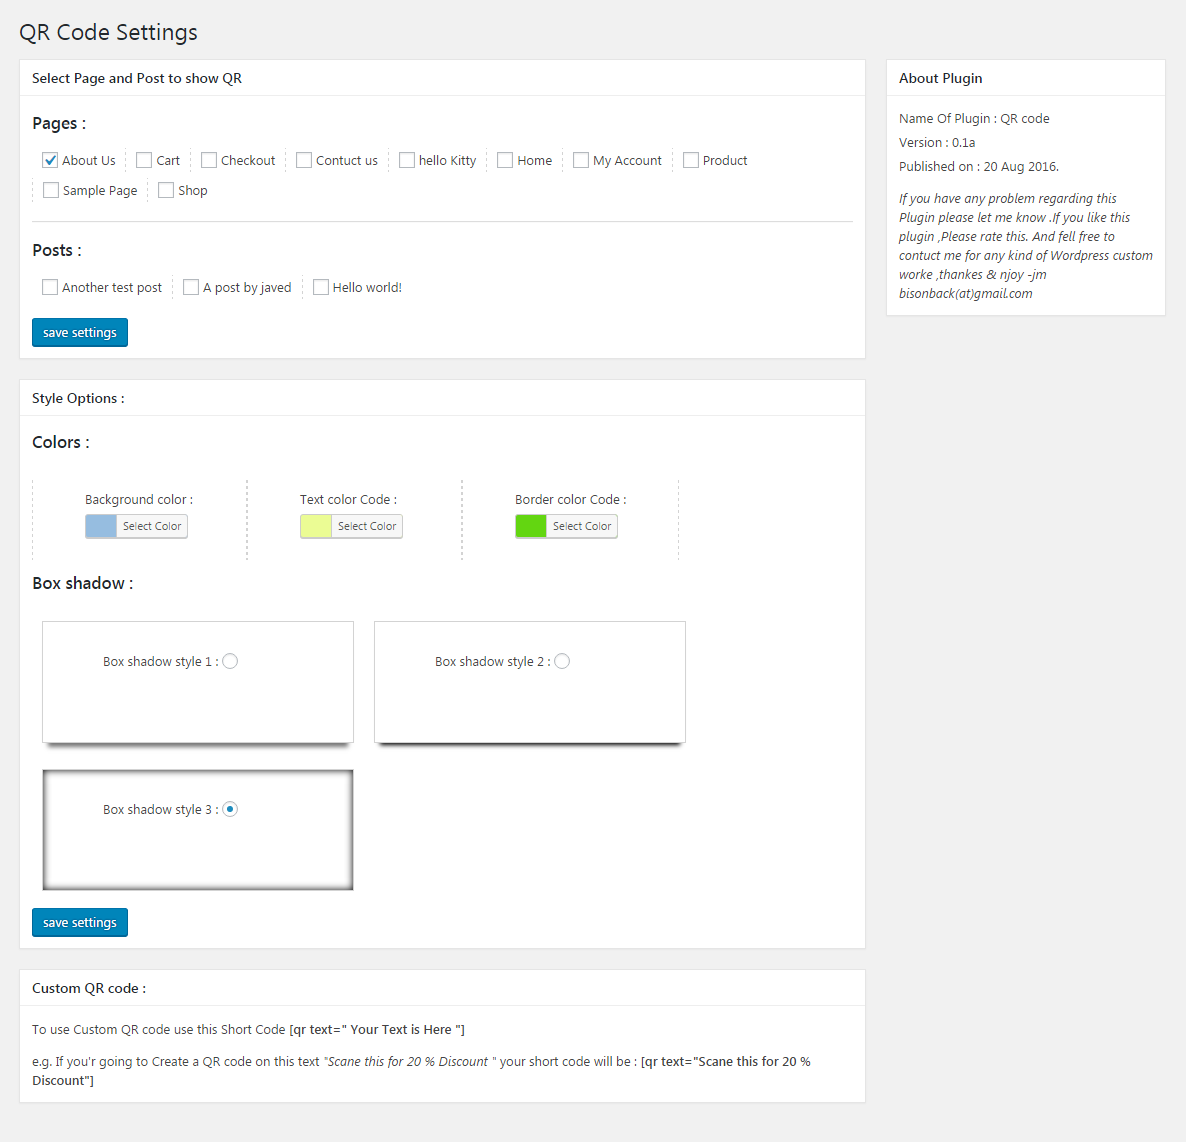 QR Code Settings
Select Page and Post to show QR
Pages :
About Us
Cart
Checkout
Contuct us
hello Kitty
Home
My Account
Product
Sample Page
Shop
Posts :
Another test post
A post by javed
Hello world!
save settings
Style Options :
Colors :
Background color :
Select Color
Text color Code :
Select Color
Border color Code :
Select Color
Box shadow :
Box shadow style 1 :
Box shadow style 2 :
Box shadow style 3 :
save settings
Custom QR code :
To use Custom QR code use this Short Code [qr text=" Your Text is Here "]
e.g. If you'r going to Create a QR code on this text "Scane this for 20 % Discount " your short code will be : [qr text="Scane this for 20 %
Discount"]
About Plugin
Name Of Plugin : QR code
Version : 0.1a
Published on : 20 Aug 2016.
If you have any problem regarding this
Plugin please let me know .If you like this
plugin ,Please rate this. And fell free to
contuct me for any kind of Wordpress custom
worke ,thankes & njoy -jm
bisonback(at)gmail.com